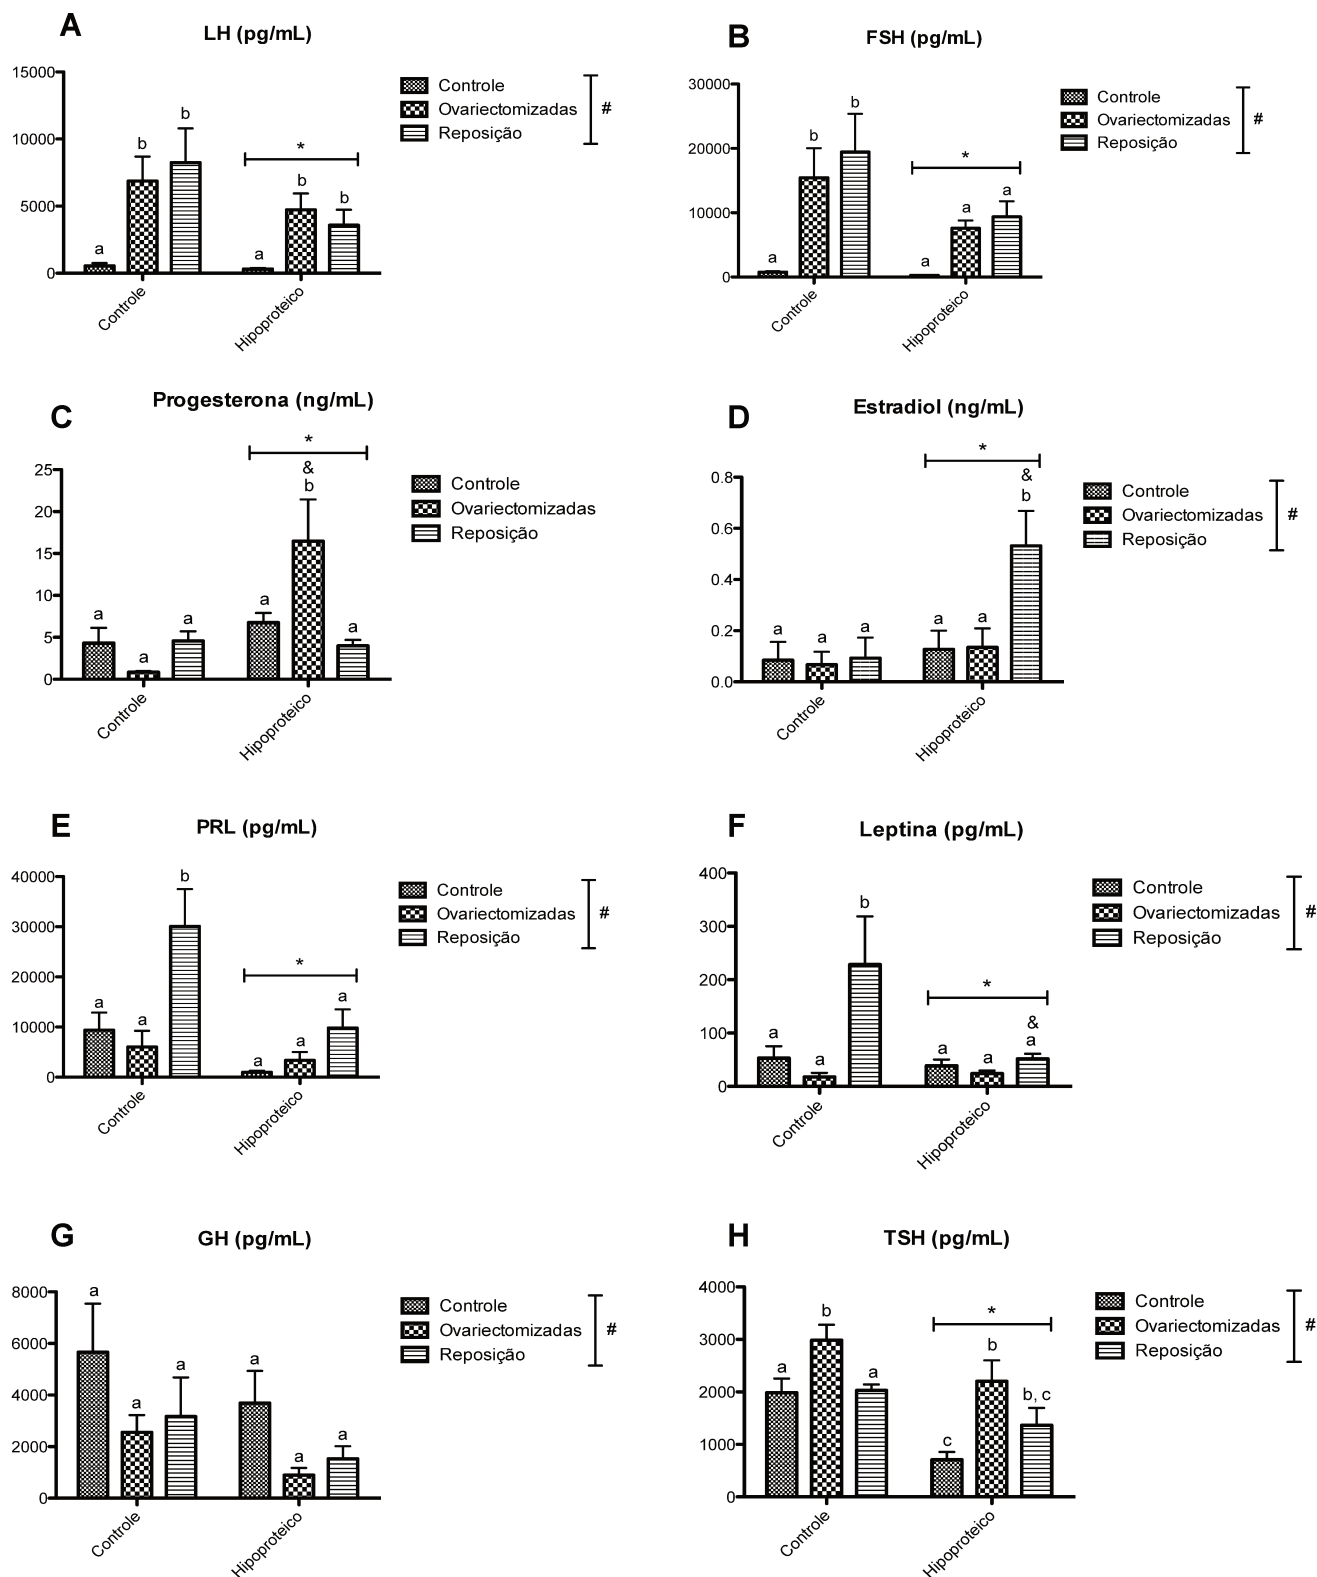 A
LH (pg/mL)
15000
10000
5000
0
a
b
b
a
b
b
*
Controle
Hipoproteico
Controle
Ovariectomizadas
Reposição
#
B
FSH (pg/mL)
30000
20000
10000
0
a
b
b
a
a
a
*
Controle
Hipoproteico
Controle
Ovariectomizadas
Reposição
#
C
Progesterona (ng/mL)
25
20
15
10
5
0
a
a
a
a
&
b
a
*
Controle
Hipoproteico
Controle
Ovariectomizadas
Reposição
D
Estradiol (ng/mL)
0.8
0.6
0.4
0.2
0.0
a
a
a
a
a
&
b
*
Controle
Hipoproteico
Controle
Ovariectomizadas
Reposição
#
E
PRL (pg/mL)
40000
30000
20000
10000
0
a
a
b
a
a
a
*
Controle
Hipoproteico
Controle
Ovariectomizadas
Reposição
#
F
Leptina (pg/mL)
400
300
200
100
0
a
a
b
a
a
&
a
*
Controle
Hipoproteico
Controle
Ovariectomizadas
Reposição
#
G
GH (pg/mL)
8000
6000
4000
2000
0
a
a
a
a
a
a
Controle
Hipoproteico
Controle
Ovariectomizadas
Reposição
#
H
TSH (pg/mL)
4000
3000
2000
1000
0
a
b
a
c
b
b, c
*
Controle
Hipoproteico
Controle
Ovariectomizadas
Reposição
#